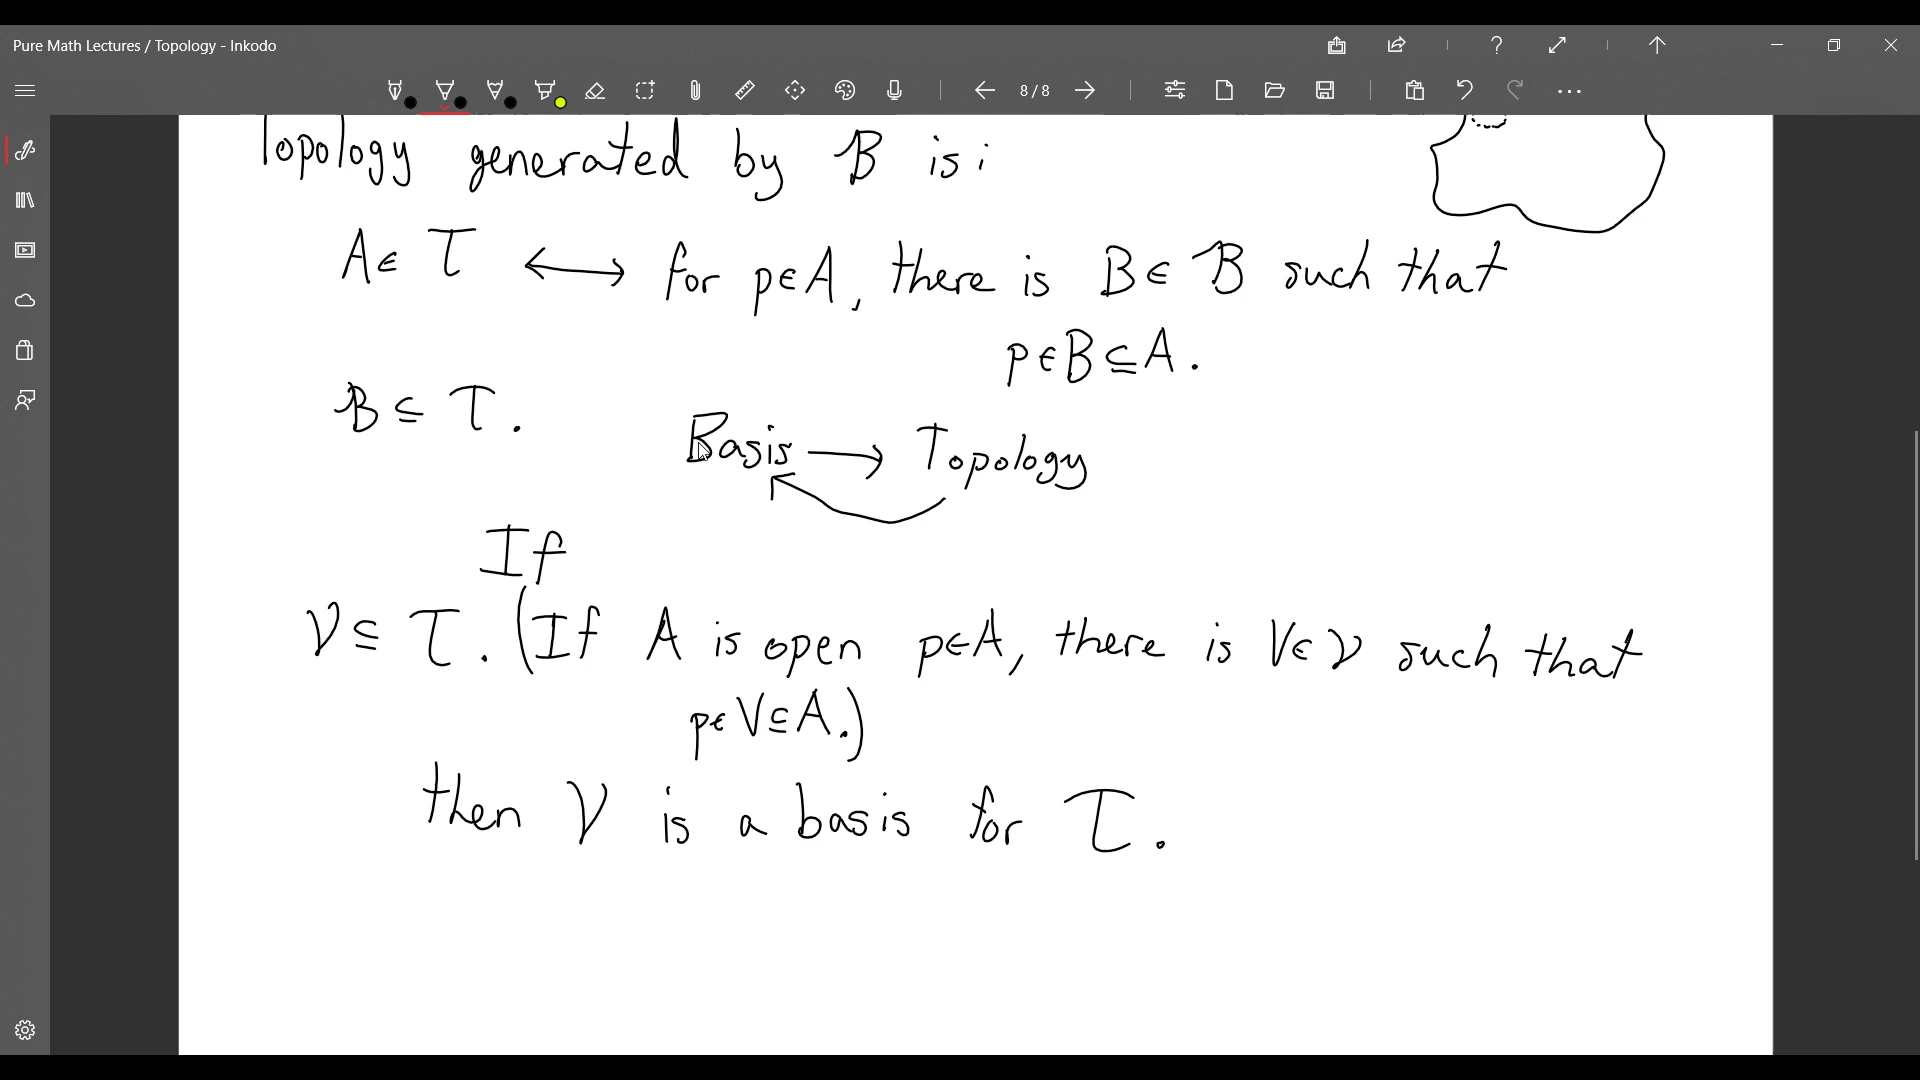 Pure Math Lectures / Topology - Inkodo
8 / 8
Topology generated by ℬ is:
A ∈ τ ⟷ for p∈A, there is B ∈ ℬ such that
p ∈ B ⊆ A.
ℬ ⊆ τ.
Basis ⟶ Topology
If
𝒱 ⊆ τ. (If A is open p∈A, there is V ∈ 𝒱 such that
p ∈ V ⊆ A.)
then 𝒱 is a basis for τ.